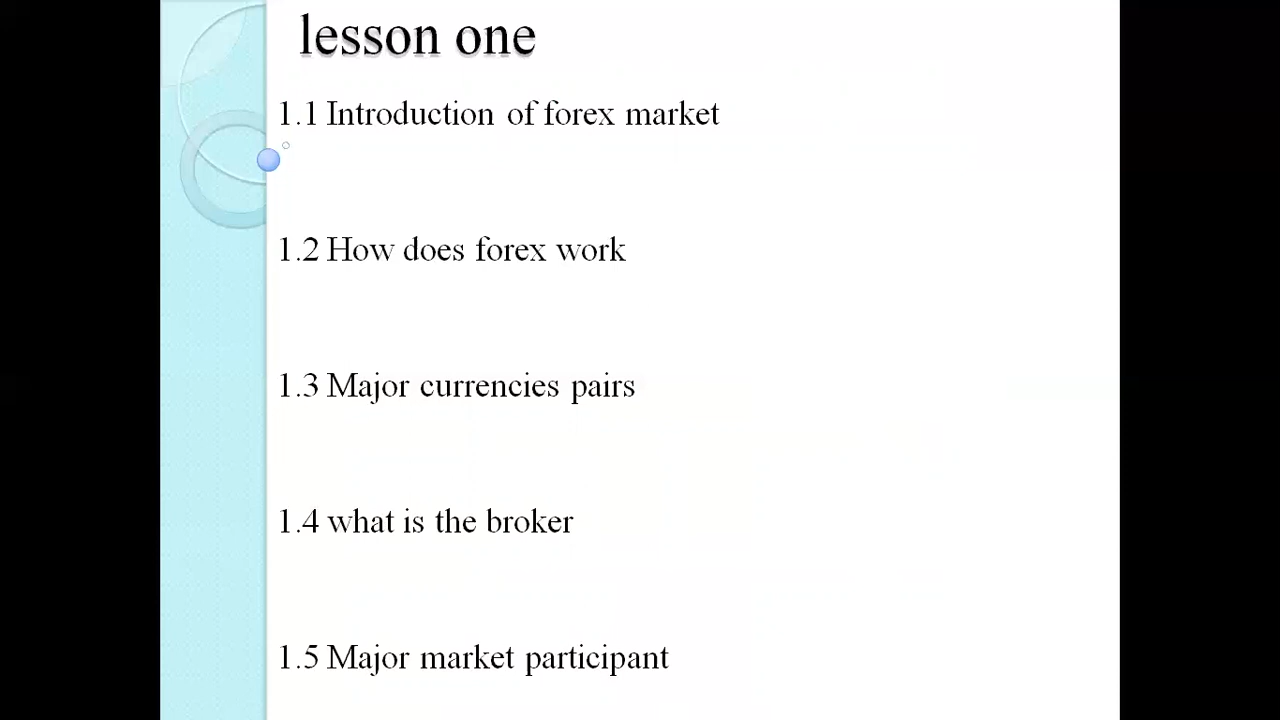 lesson one
1.1 Introduction of forex market
1.2 How does forex work
1.3 Major currencies pairs
1.4 what is the broker
1.5 Major market participant